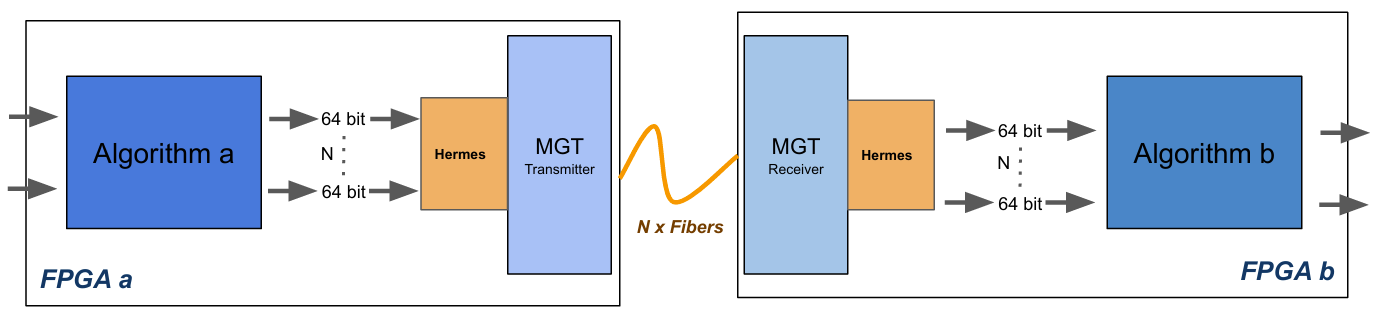 Algorithm a
64 bit
N
64 bit
Hermes
MGT
Transmitter
FPGA a
N x Fibers
MGT
Receiver
Hermes
64 bit
N
64 bit
Algorithm b
FPGA b